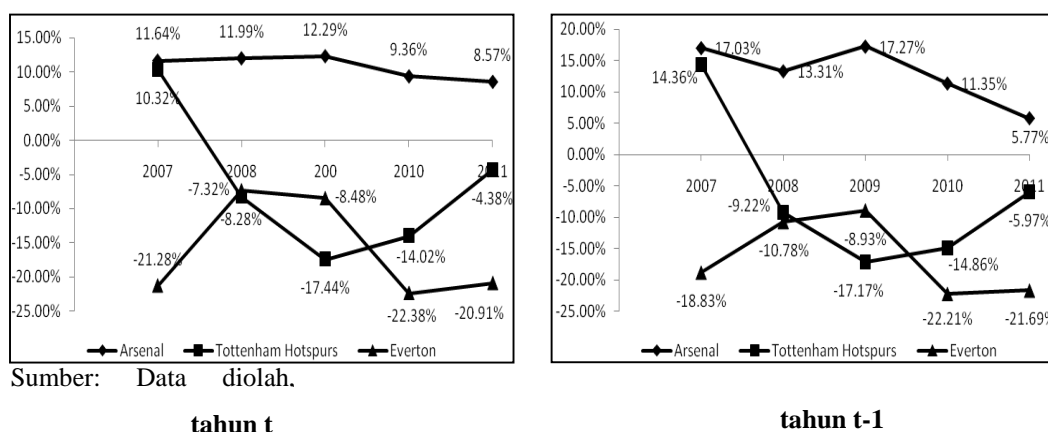 15.00%
10.00%
5.00%
0.00%
-5.00%
-10.00%
-15.00%
-20.00%
-25.00%
11.64% 11.99% 12.29% 9.36% 8.57%
10.32%
2007 2008 200 2010 2011
-7.32% -8.28% -8.48% -4.38%
-14.02%
-17.44%
-21.28% -22.38% -20.91%
Arsenal Tottenham Hotspurs Everton
Sumber: Data diolah,
tahun t
20.00%
15.00%
10.00%
5.00%
0.00%
-5.00%
-10.00%
-15.00%
-20.00%
-25.00%
17.03% 13.31% 17.27% 11.35% 5.77%
14.36%
2007 2008 2009 2010 2011
-9.22% -10.78% -8.93% -5.97%
-14.86%
-17.17%
-18.83% -22.21% -21.69%
Arsenal Tottenham Hotspurs Everton
tahun t-1